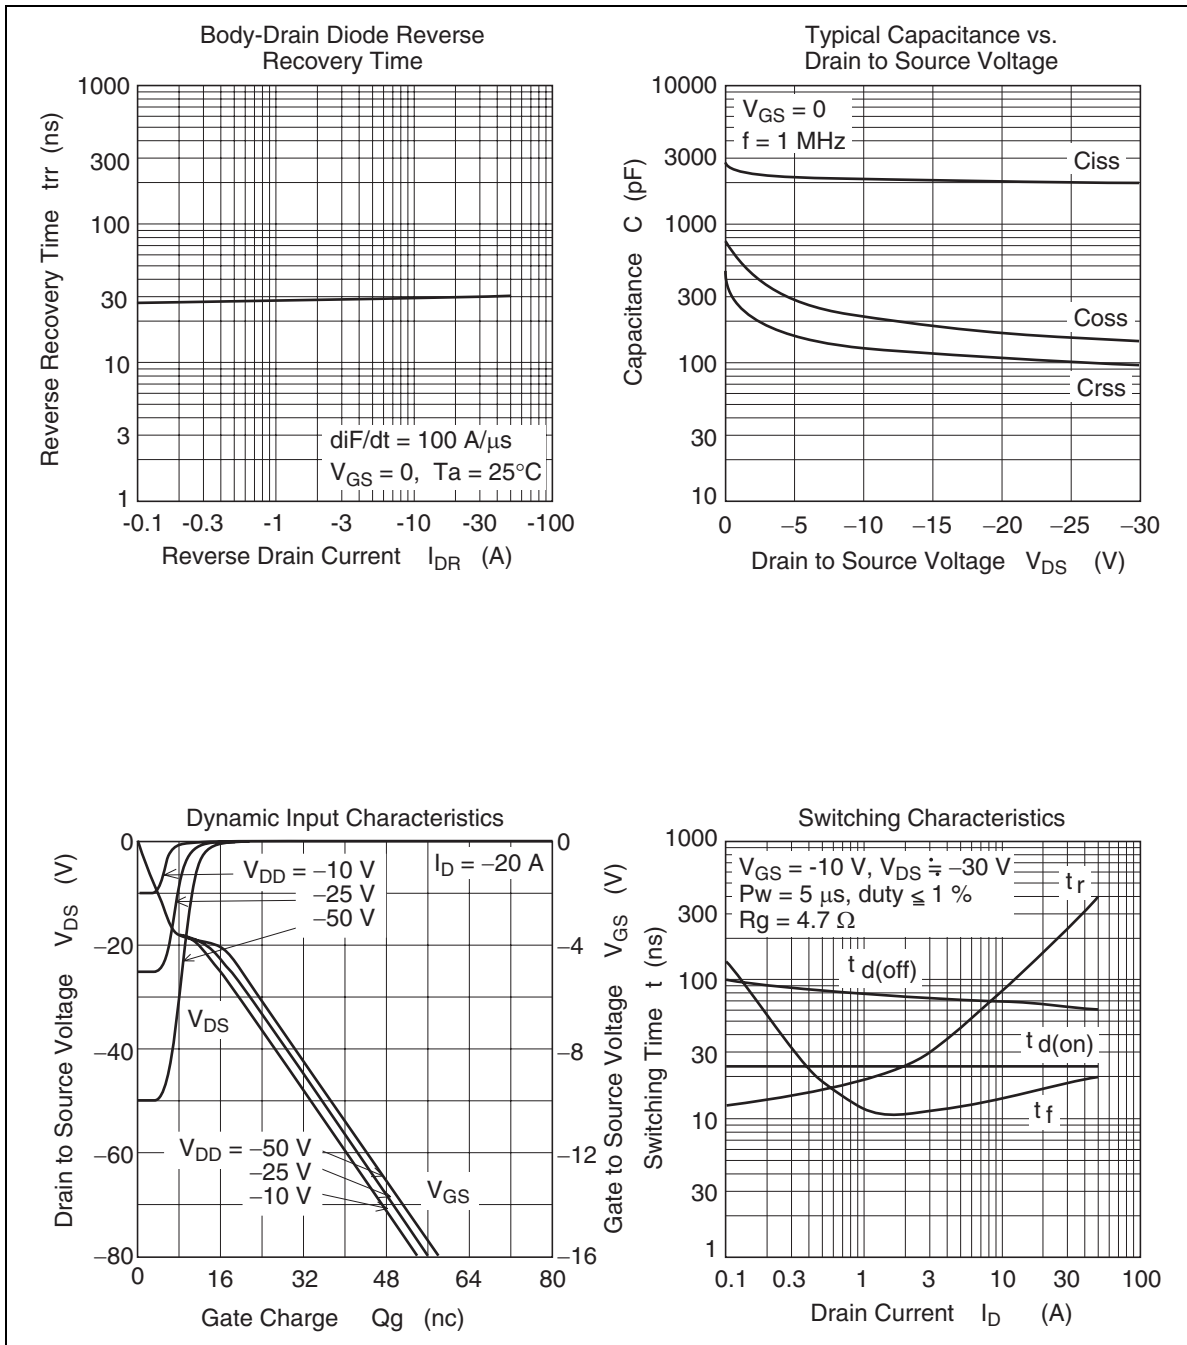 Body-Drain Diode Reverse
Recovery Time
1000
300
100
30
10
3
1
Reverse Recovery Time trr (ns)
diF/dt = 100 A/μs
VGS = 0, Ta = 25°C
-0.1 -0.3 -1 -3 -10 -30 -100
Reverse Drain Current IDR (A)
Typical Capacitance vs.
Drain to Source Voltage
10000
3000
1000
300
100
30
10
Capacitance C (pF)
VGS = 0
f = 1 MHz
Ciss
Coss
Crss
0 −5 −10 −15 −20 −25 −30
Drain to Source Voltage VDS (V)
Dynamic Input Characteristics
0
−20
−40
−60
−80
Drain to Source Voltage VDS (V)
ID = −20 A
VDD = −10 V
−25 V
−50 V
VDS
VDD = −50 V
−25 V
−10 V
VGS
0
−4
−8
−12
−16
Gate to Source Voltage VGS (V)
0 16 32 48 64 80
Gate Charge Qg (nc)
Switching Characteristics
1000
300
100
30
10
30
1
Switching Time t (ns)
VGS = -10 V, VDS ≒ −30 V
Pw = 5 μs, duty ≦ 1 %
Rg = 4.7 Ω
tr
td(off)
td(on)
tf
0.1 0.3 1 3 10 30 100
Drain Current ID (A)